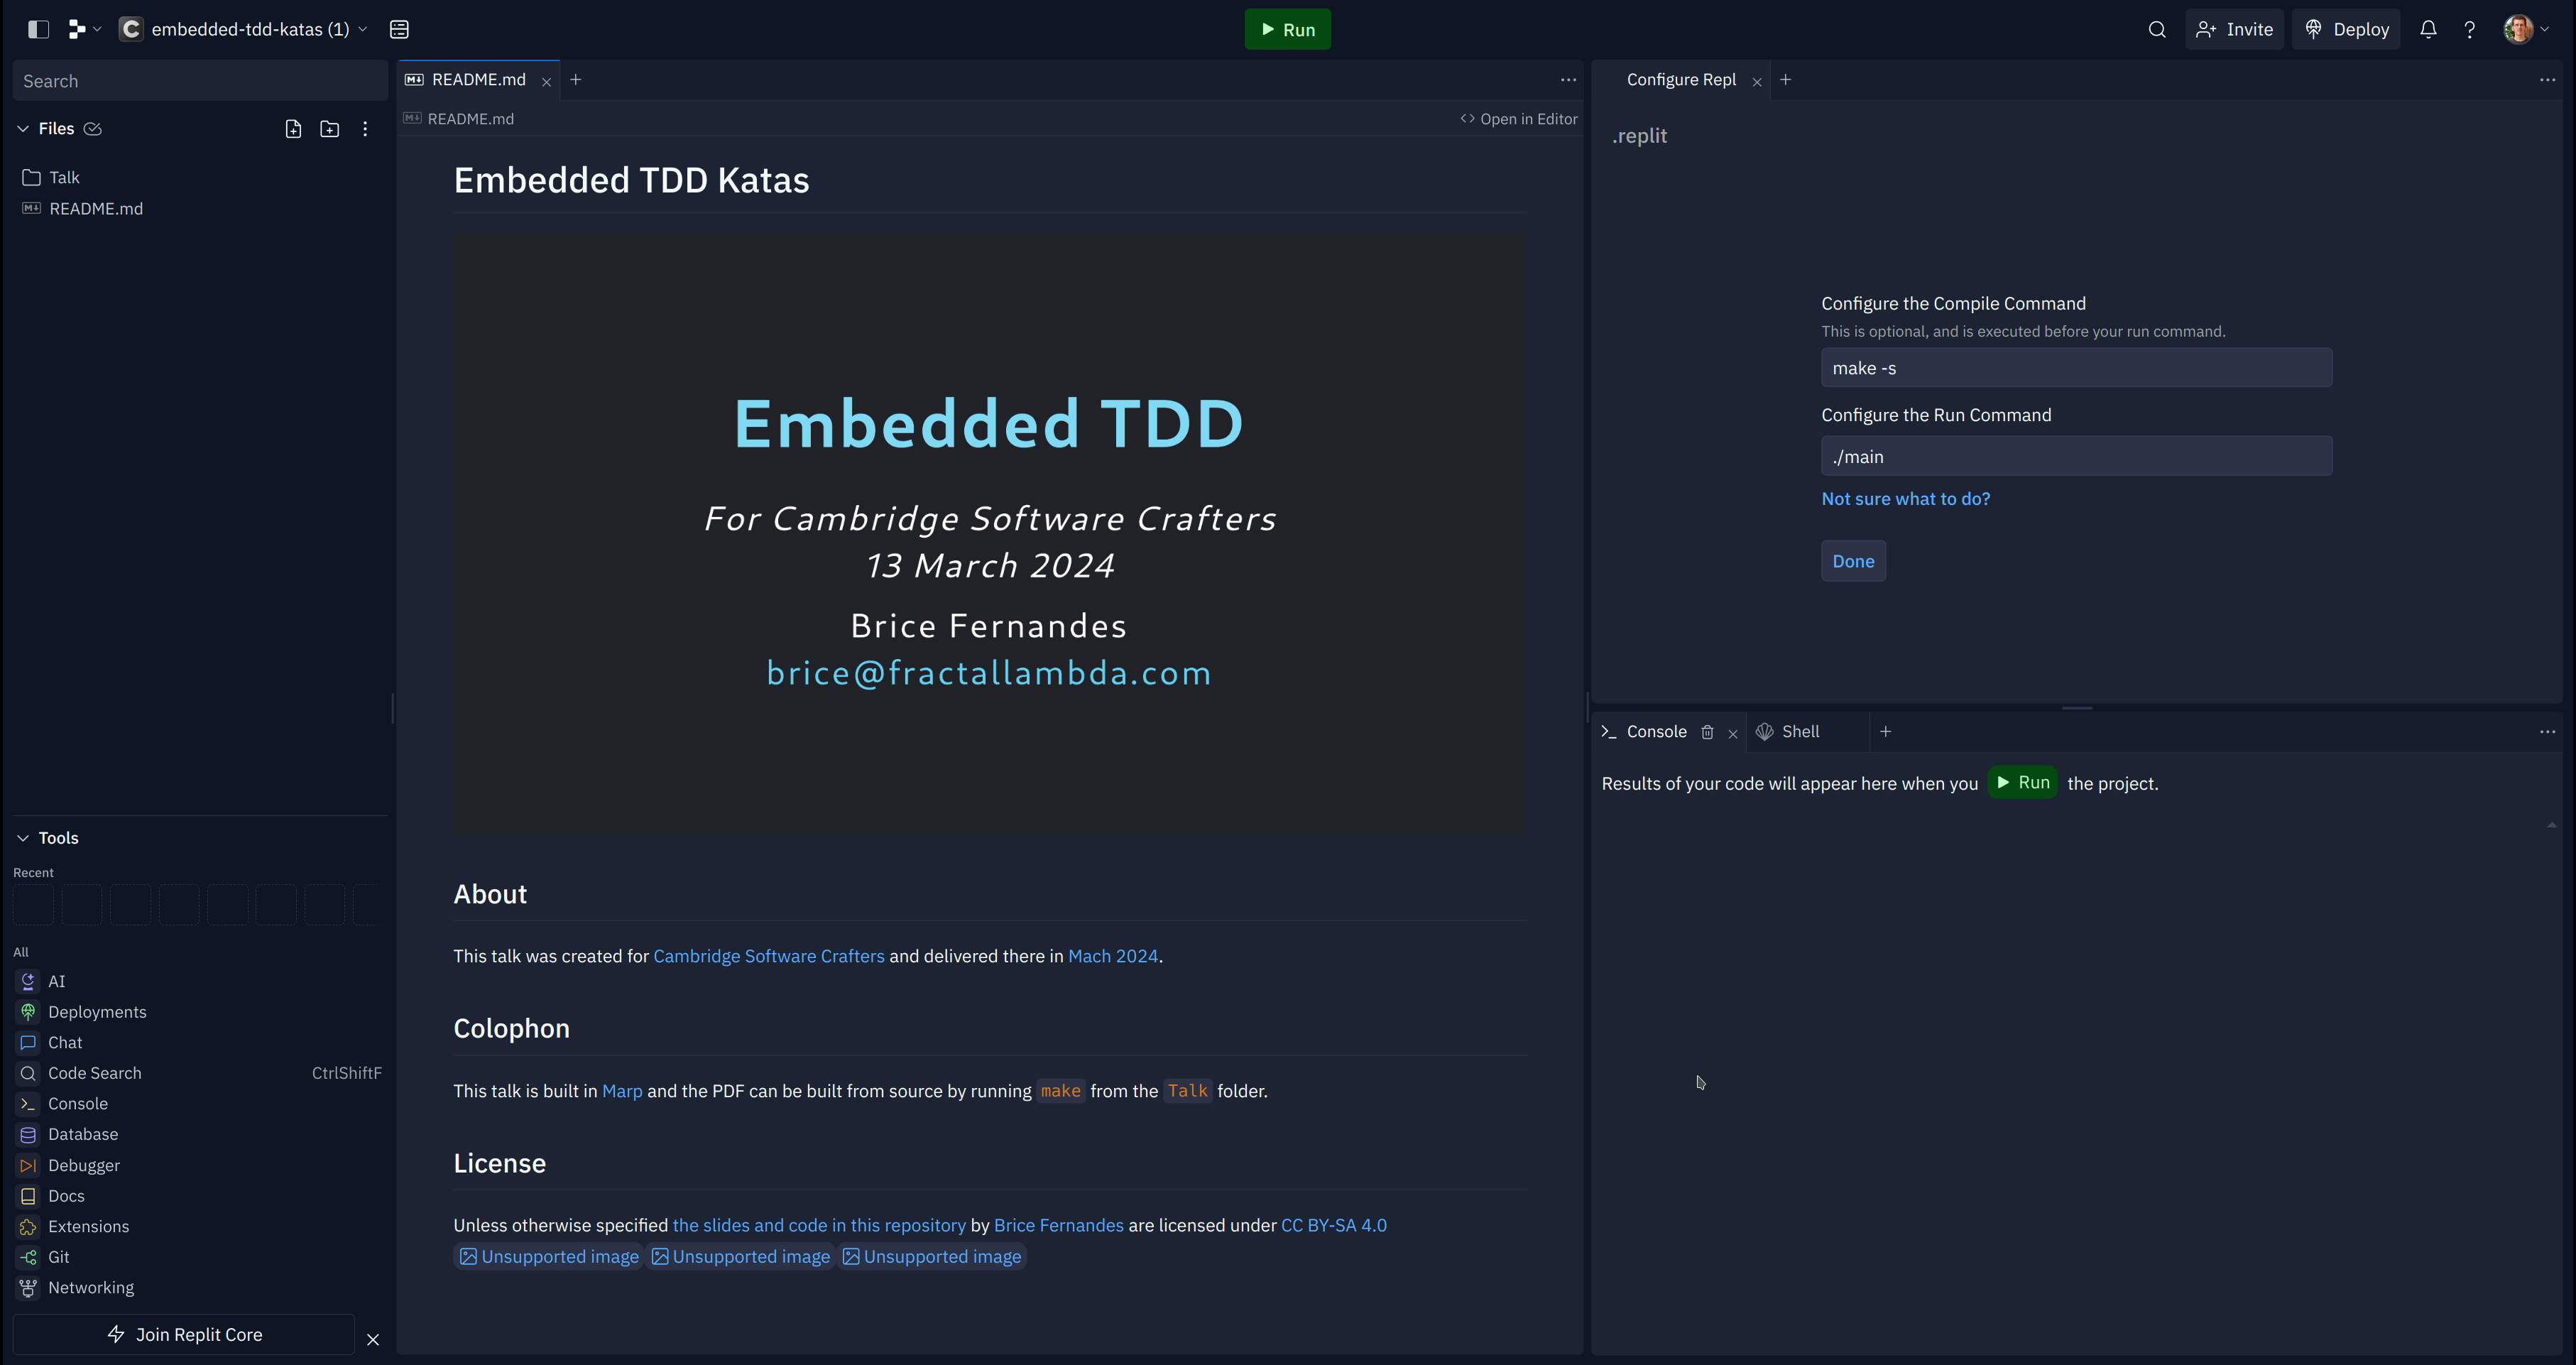 embedded-tdd-katas (1)
Run
Invite
Deploy
Search
Files
Talk
README.md
Tools
Recent
All
AI
Deployments
Chat
Code Search CtrlShiftF
Console
Database
Debugger
Docs
Extensions
Git
Networking
Join Replit Core
README.md
README.md
Open in Editor
Embedded TDD Katas
Embedded TDD
For Cambridge Software Crafters
13 March 2024
Brice Fernandes
brice@fractallambda.com
About
This talk was created for Cambridge Software Crafters and delivered there in Mach 2024.
Colophon
This talk is built in Marp and the PDF can be built from source by running make from the Talk folder.
License
Unless otherwise specified the slides and code in this repository by Brice Fernandes are licensed under CC BY-SA 4.0
Unsupported image Unsupported image Unsupported image
Configure Repl
.replit
Configure the Compile Command
This is optional, and is executed before your run command.
make -s
Configure the Run Command
./main
Not sure what to do?
Done
Console
Shell
Results of your code will appear here when you Run the project.